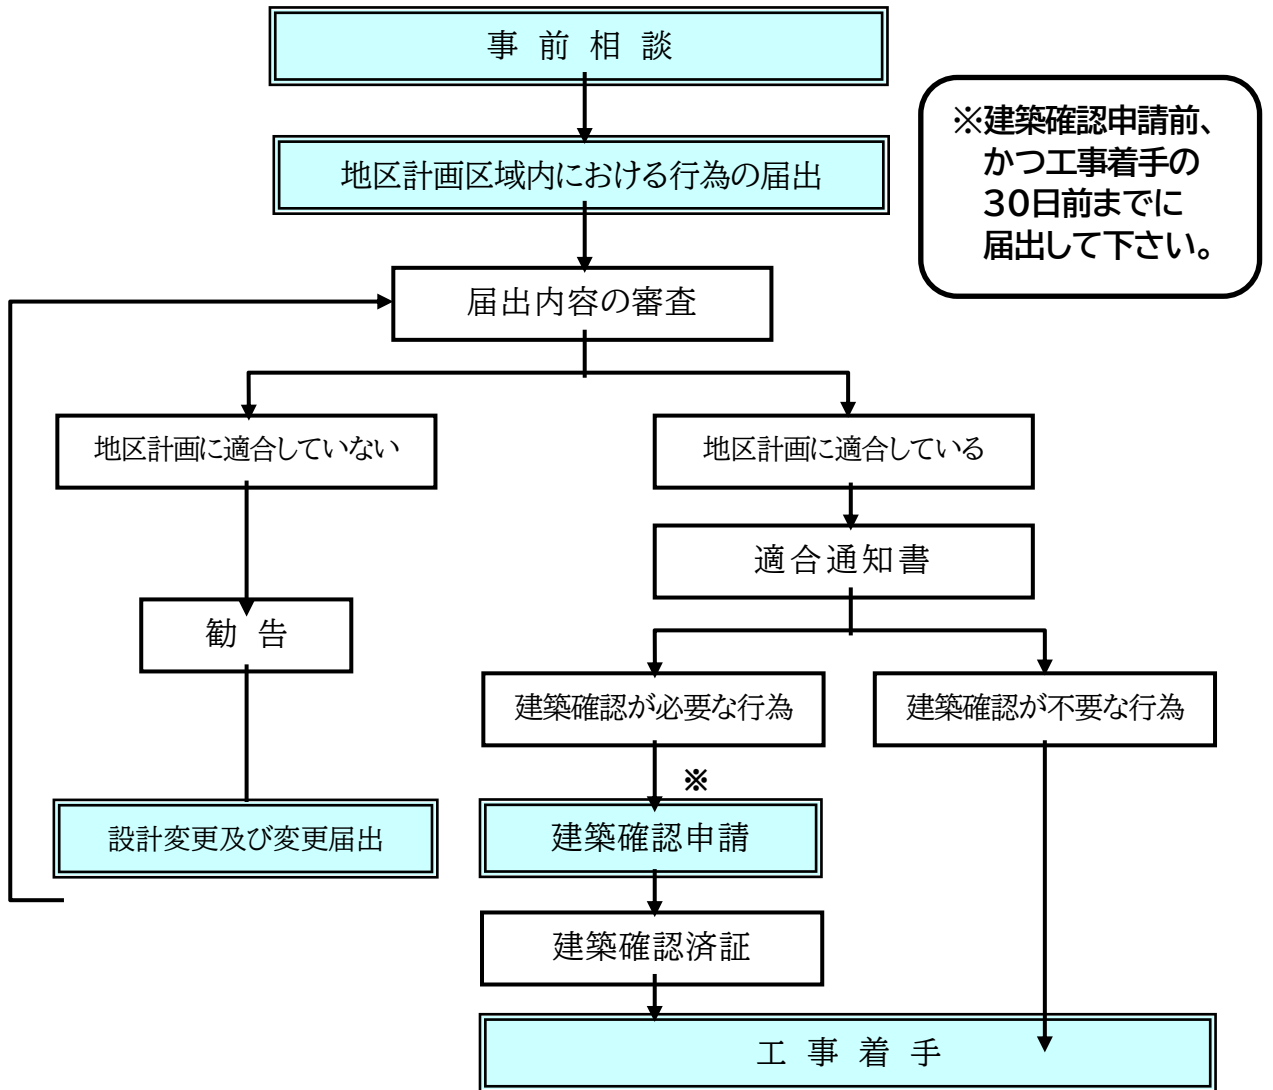 事前相談
地区計画区域内における行為の届出
※建築確認申請前、
かつ工事着手の
30日前までに
届出して下さい。
届出内容の審査
地区計画に適合していない
地区計画に適合している
適合通知書
勧告
建築確認が必要な行為
建築確認が不要な行為
※
設計変更及び変更届出
建築確認申請
建築確認済証
工事着手